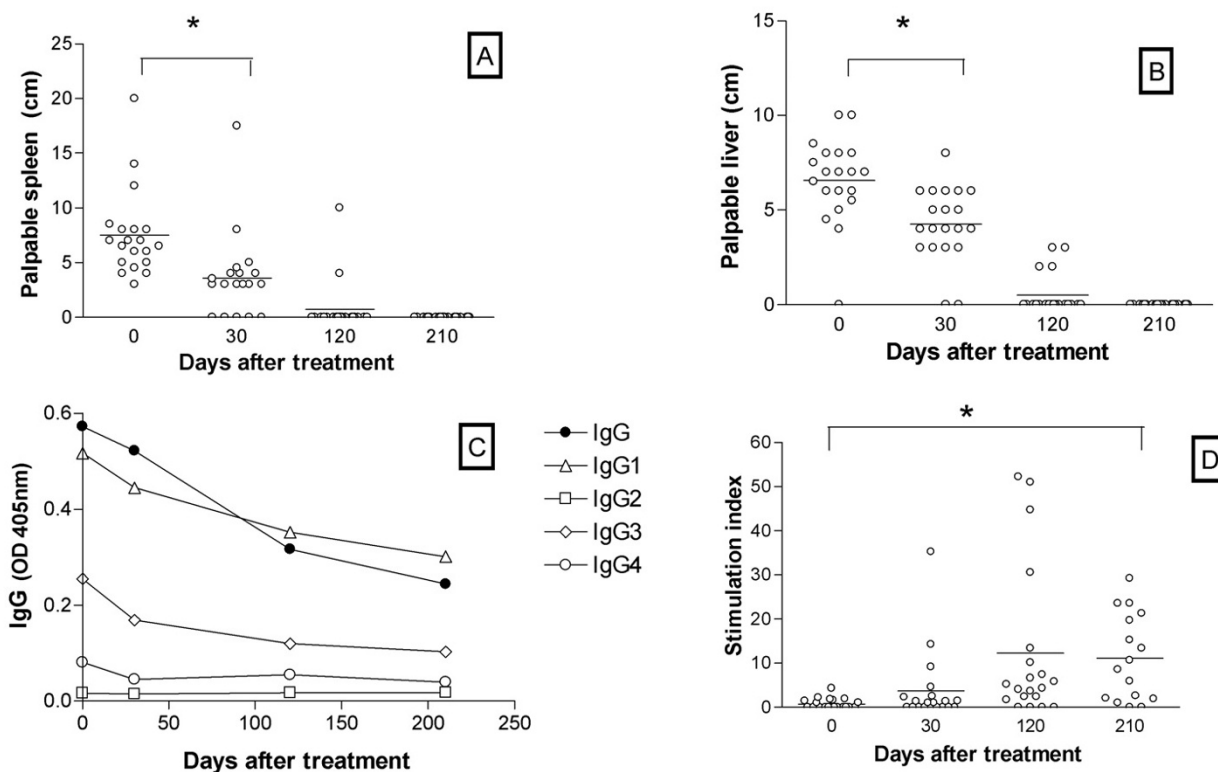 *
A
25
20
15
10
5
0
Palpable spleen (cm)
0 30 120 210
Days after treatment
*
B
15
10
5
0
Palpable liver (cm)
0 30 120 210
Days after treatment
C
0.6
0.4
0.2
0.0
IgG (OD 405nm)
0 50 100 150 200 250
Days after treatment
IgG
IgG1
IgG2
IgG3
IgG4
*
D
60
50
40
30
20
10
0
Stimulation index
0 30 120 210
Days after treatment